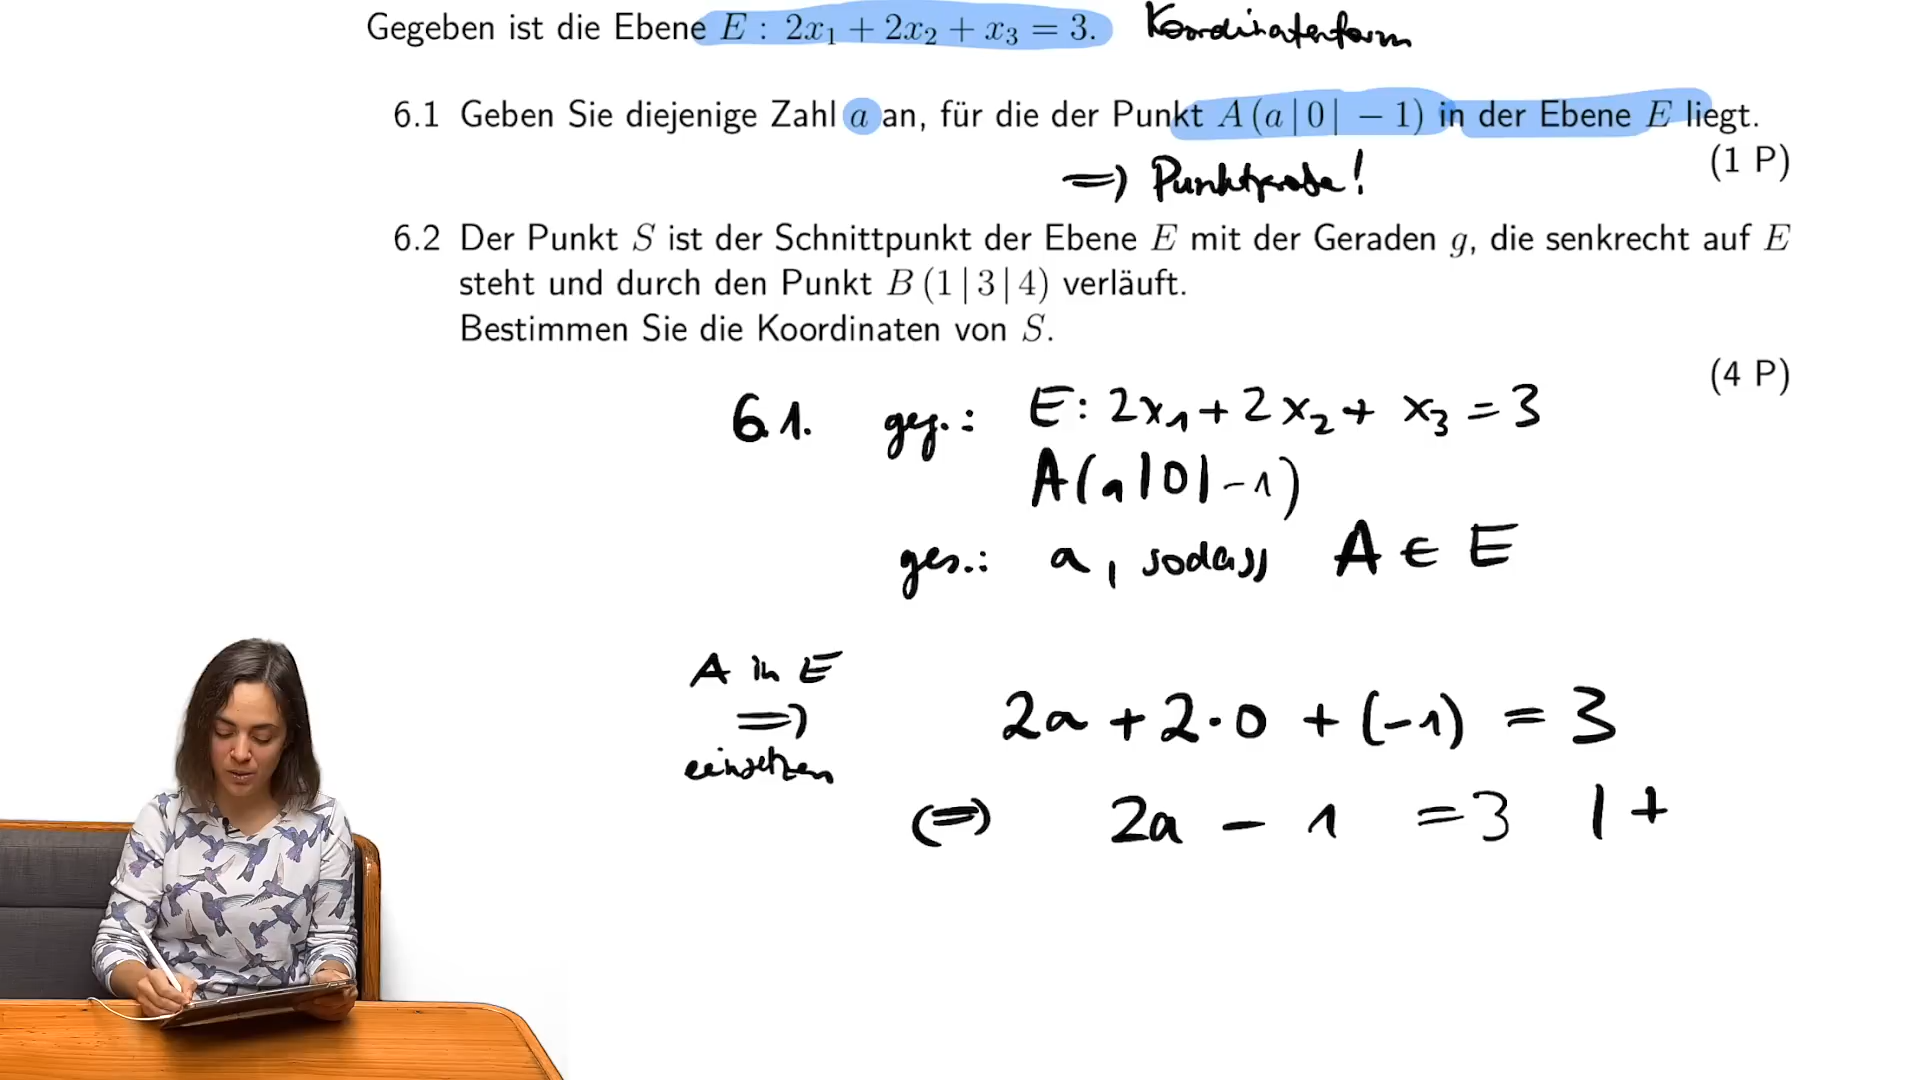 Gegeben ist die Ebene E : 2x₁ + 2x₂ + x₃ = 3. Koordinatenform
6.1 Geben Sie diejenige Zahl a an, für die der Punkt A (a | 0 | − 1) in der Ebene E liegt.
(1 P)
=> Punktprobe!
6.2 Der Punkt S ist der Schnittpunkt der Ebene E mit der Geraden g, die senkrecht auf E
steht und durch den Punkt B (1 | 3 | 4) verläuft.
Bestimmen Sie die Koordinaten von S.
(4 P)
6.1. geg.: E: 2x₁ + 2x₂ + x₃ = 3
A(a|0|-1)
ges.: a, sodass A ∈ E
A in E
=>
einsetzen
2a + 2·0 + (-1) = 3
<=> 2a - 1 = 3 | +